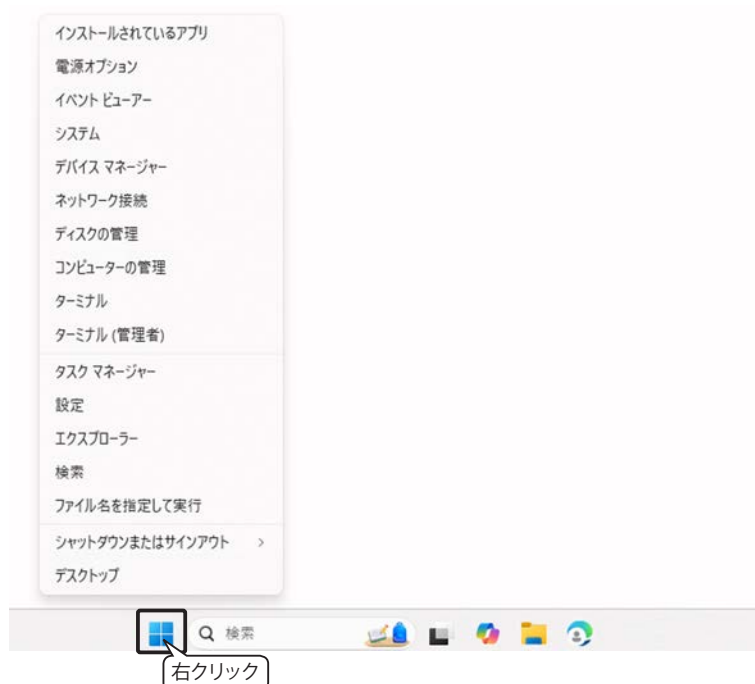 インストールされているアプリ
電源オプション
イベント ビューアー
システム
デバイス マネージャー
ネットワーク接続
ディスクの管理
コンピューターの管理
ターミナル
ターミナル (管理者)
タスク マネージャー
設定
エクスプローラー
検索
ファイル名を指定して実行
シャットダウンまたはサインアウト >
デスクトップ
検索
右クリック